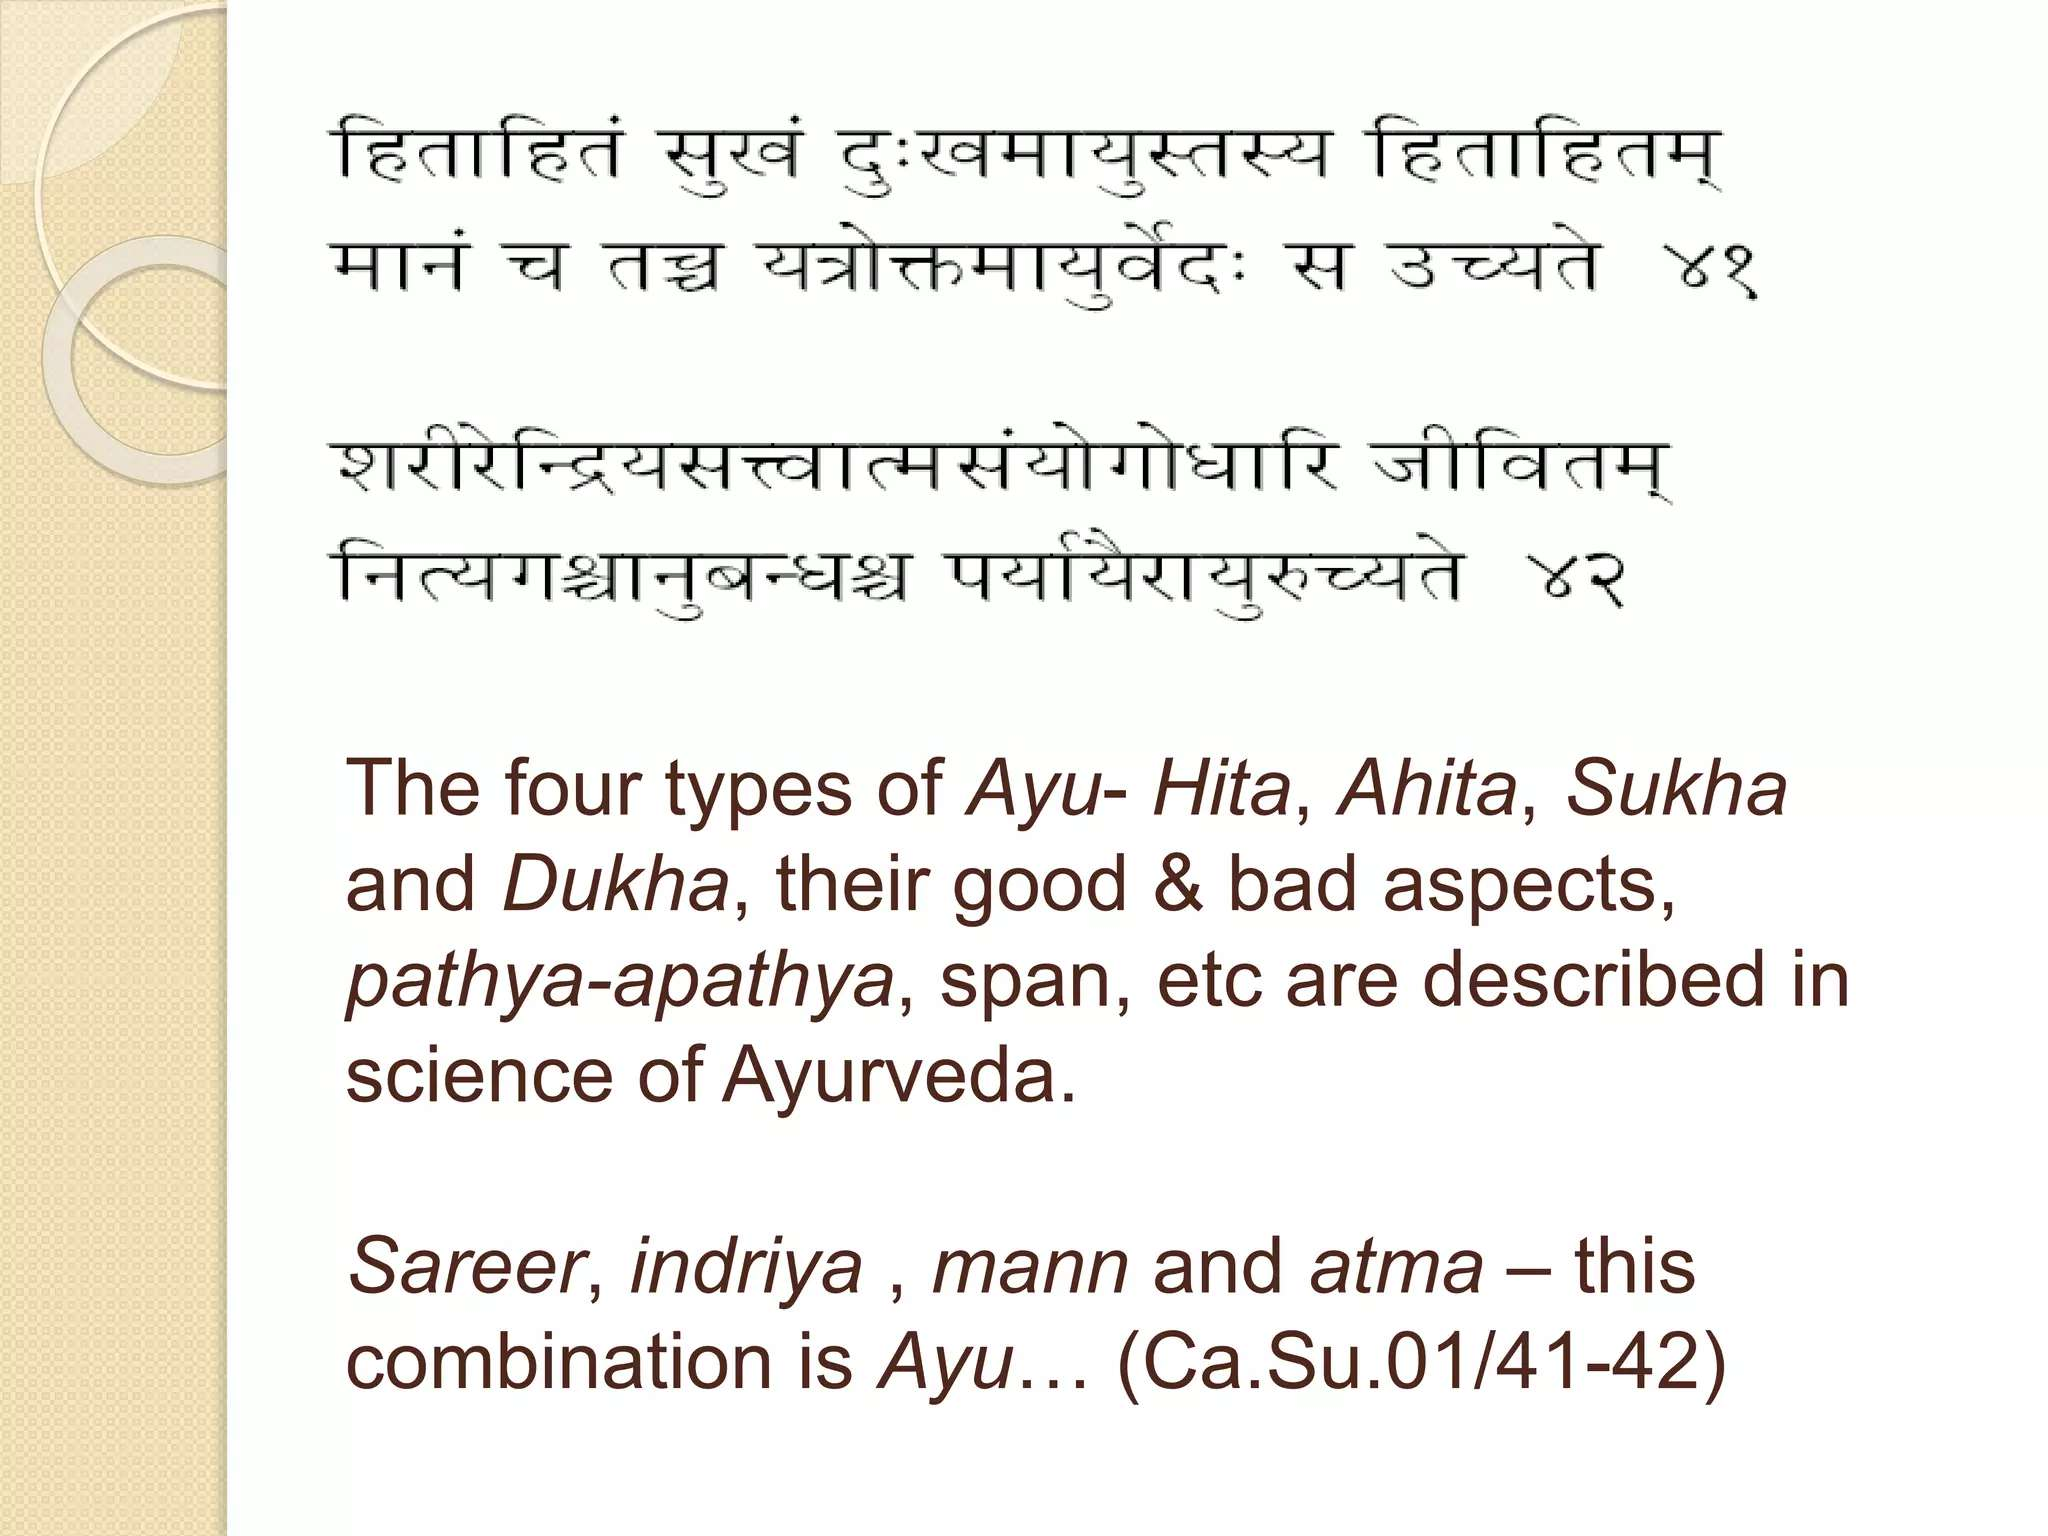 हिताहितं सुखं दुःखमायुस्तस्य हिताहितम्
मानं च तच्च यत्रोक्तमायुर्वेदः स उच्यते ४१
शरीरेन्द्रियसत्त्वात्मसंयोगोधारि जीवितम्
नित्यगश्चानुबन्धश्च पर्यायैरायुरुच्यते ४२
The four types of Ayu- Hita, Ahita, Sukha
and Dukha, their good & bad aspects,
pathya-apathya, span, etc are described in
science of Ayurveda.
Sareer, indriya , mann and atma – this
combination is Ayu… (Ca.Su.01/41-42)